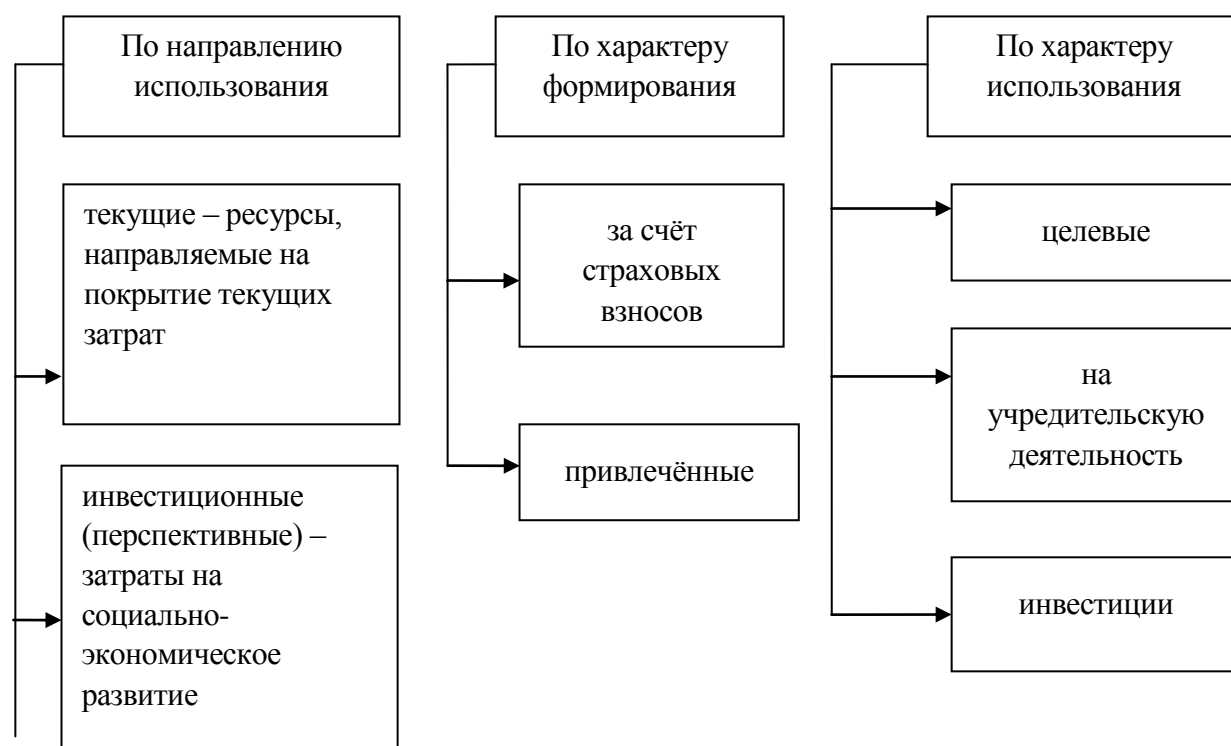 По направлению
использования
текущие – ресурсы,
направляемые на
покрытие текущих
затрат
инвестиционные
(перспективные) –
затраты на
социально-
экономическое
развитие
По характеру
формирования
за счёт
страховых
взносов
привлечённые
По характеру
использования
целевые
на
учредительскую
деятельность
инвестиции